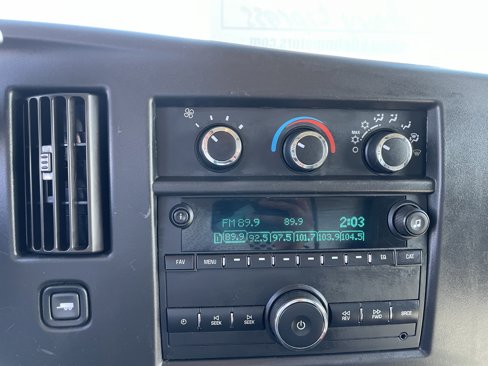 MAX
FM 89.9 89.9 2:03
1 89.9 92.5 97.5 101.7 103.9 104.5
FAV MENU EQ CAT
SEEK SEEK REV FWD SRCE